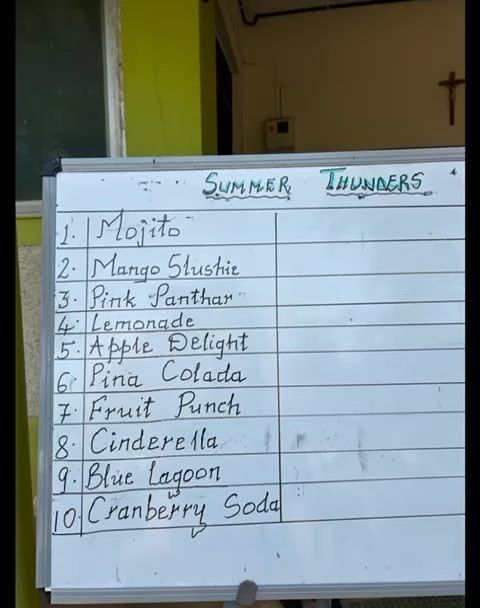 SUMMER THUNDERS
1. Mojito
2. Mango Slushie
3. Pink Panthar
4. Lemonade
5. Apple Delight
6. Pina Colada
7. Fruit Punch
8. Cinderella
9. Blue Lagoon
10. Cranberry Soda